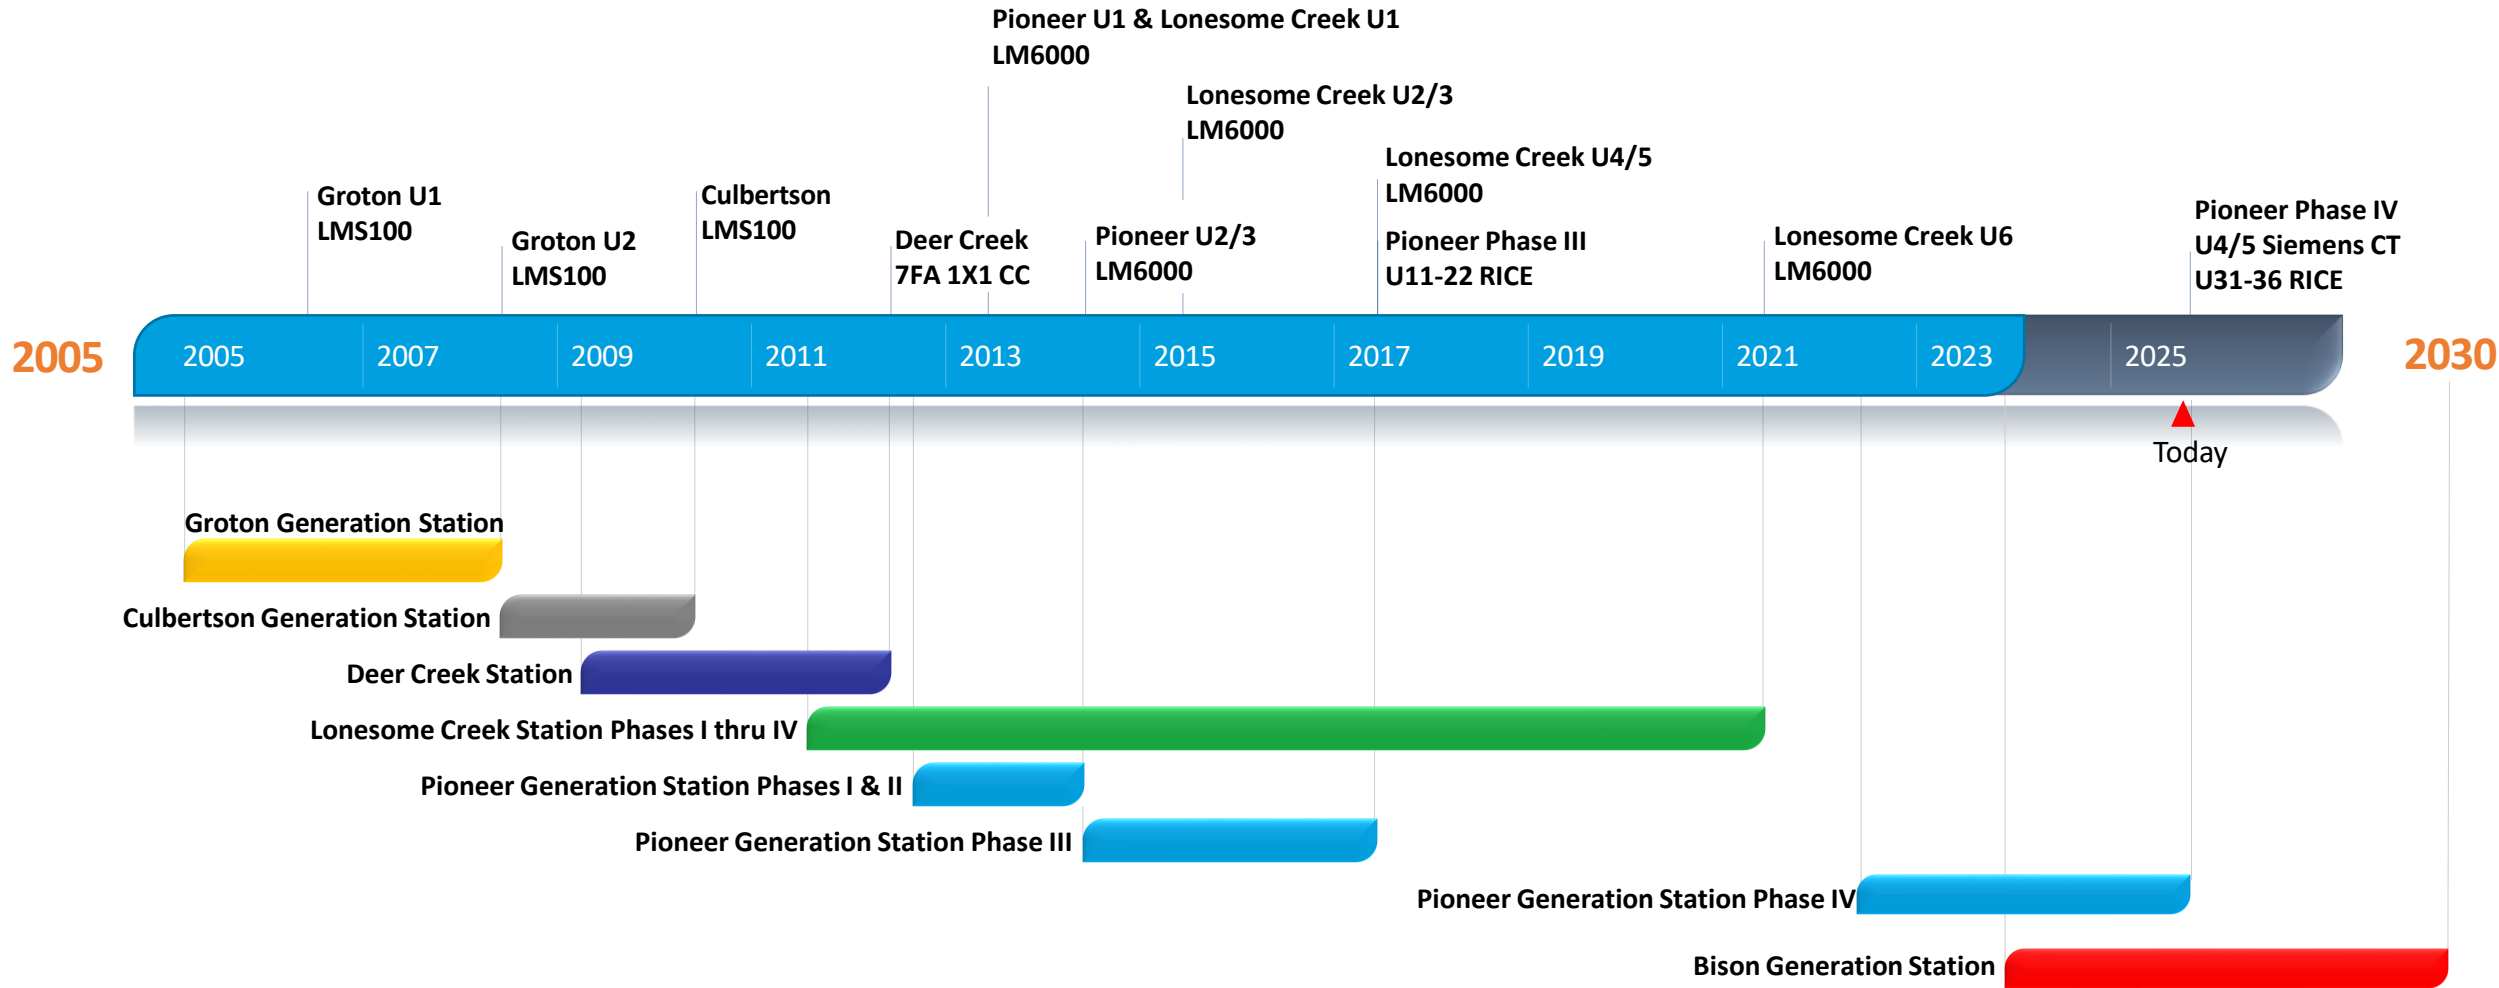 Pioneer U1 & Lonesome Creek U1
LM6000
Lonesome Creek U2/3
LM6000
Lonesome Creek U4/5
LM6000
Groton U1
LMS100
Culbertson
LMS100
Groton U2
LMS100
Deer Creek
7FA 1X1 CC
Pioneer U2/3
LM6000
Pioneer Phase III
U11-22 RICE
Lonesome Creek U6
LM6000
Pioneer Phase IV
U4/5 Siemens CT
U31-36 RICE
2005
2005
2007
2009
2011
2013
2015
2017
2019
2021
2023
2025
2030
Today
Groton Generation Station
Culbertson Generation Station
Deer Creek Station
Lonesome Creek Station Phases I thru IV
Pioneer Generation Station Phases I & II
Pioneer Generation Station Phase III
Pioneer Generation Station Phase IV
Bison Generation Station